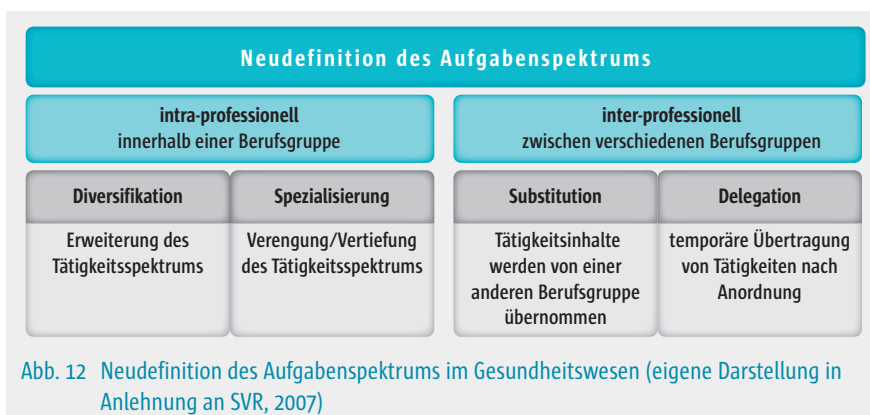 Neudefinition des Aufgabenspektrums
intra-professionell
innerhalb einer Berufsgruppe
inter-professionell
zwischen verschiedenen Berufsgruppen
Diversifikation
Erweiterung des
Tätigkeitsspektrums
Spezialisierung
Verengung/Vertiefung
des Tätigkeitsspektrums
Substitution
Tätigkeitsinhalte
werden von einer
anderen Berufsgruppe
übernommen
Delegation
temporäre Übertragung
von Tätigkeiten nach
Anordnung
Abb. 12 Neudefinition des Aufgabenspektrums im Gesundheitswesen (eigene Darstellung in
Anlehnung an SVR, 2007)